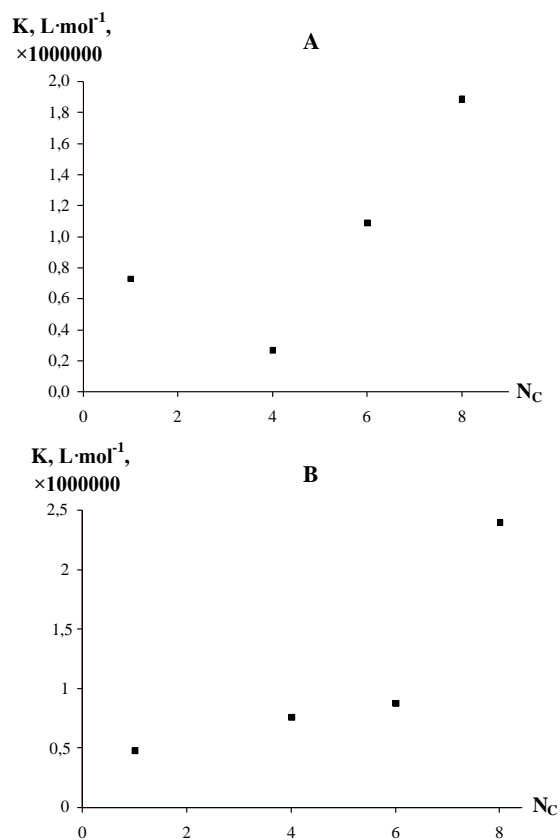 K, L·mol⁻¹,
×1000000
A
2,0
1,8
1,6
1,4
1,2
1,0
0,8
0,6
0,4
0,2
0,0
0 2 4 6 8
N_C
K, L·mol⁻¹,
×1000000
B
2,5
2
1,5
1
0,5
0
0 2 4 6 8
N_C